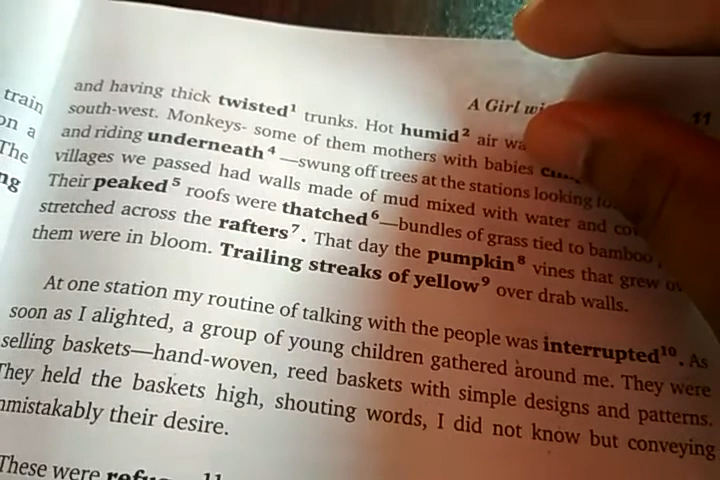 A Girl 11
and having thick twisted¹ trunks. Hot humid² air
south-west. Monkeys- some of them mothers with babies
and riding underneath⁴—swung off trees at the stations looking
villages we passed had walls made of mud mixed with water and
Their peaked⁵ roofs were thatched⁶—bundles of grass tied to bamboo
stretched across the rafters⁷. That day the pumpkin⁸ vines that grew
them were in bloom. Trailing streaks of yellow⁹ over drab walls.
At one station my routine of talking with the people was interrupted¹⁰. As
soon as I alighted, a group of young children gathered around me. They were
selling baskets—hand-woven, reed baskets with simple designs and patterns.
They held the baskets high, shouting words, I did not know but conveying
their desire.
These were 11
train
on a
The